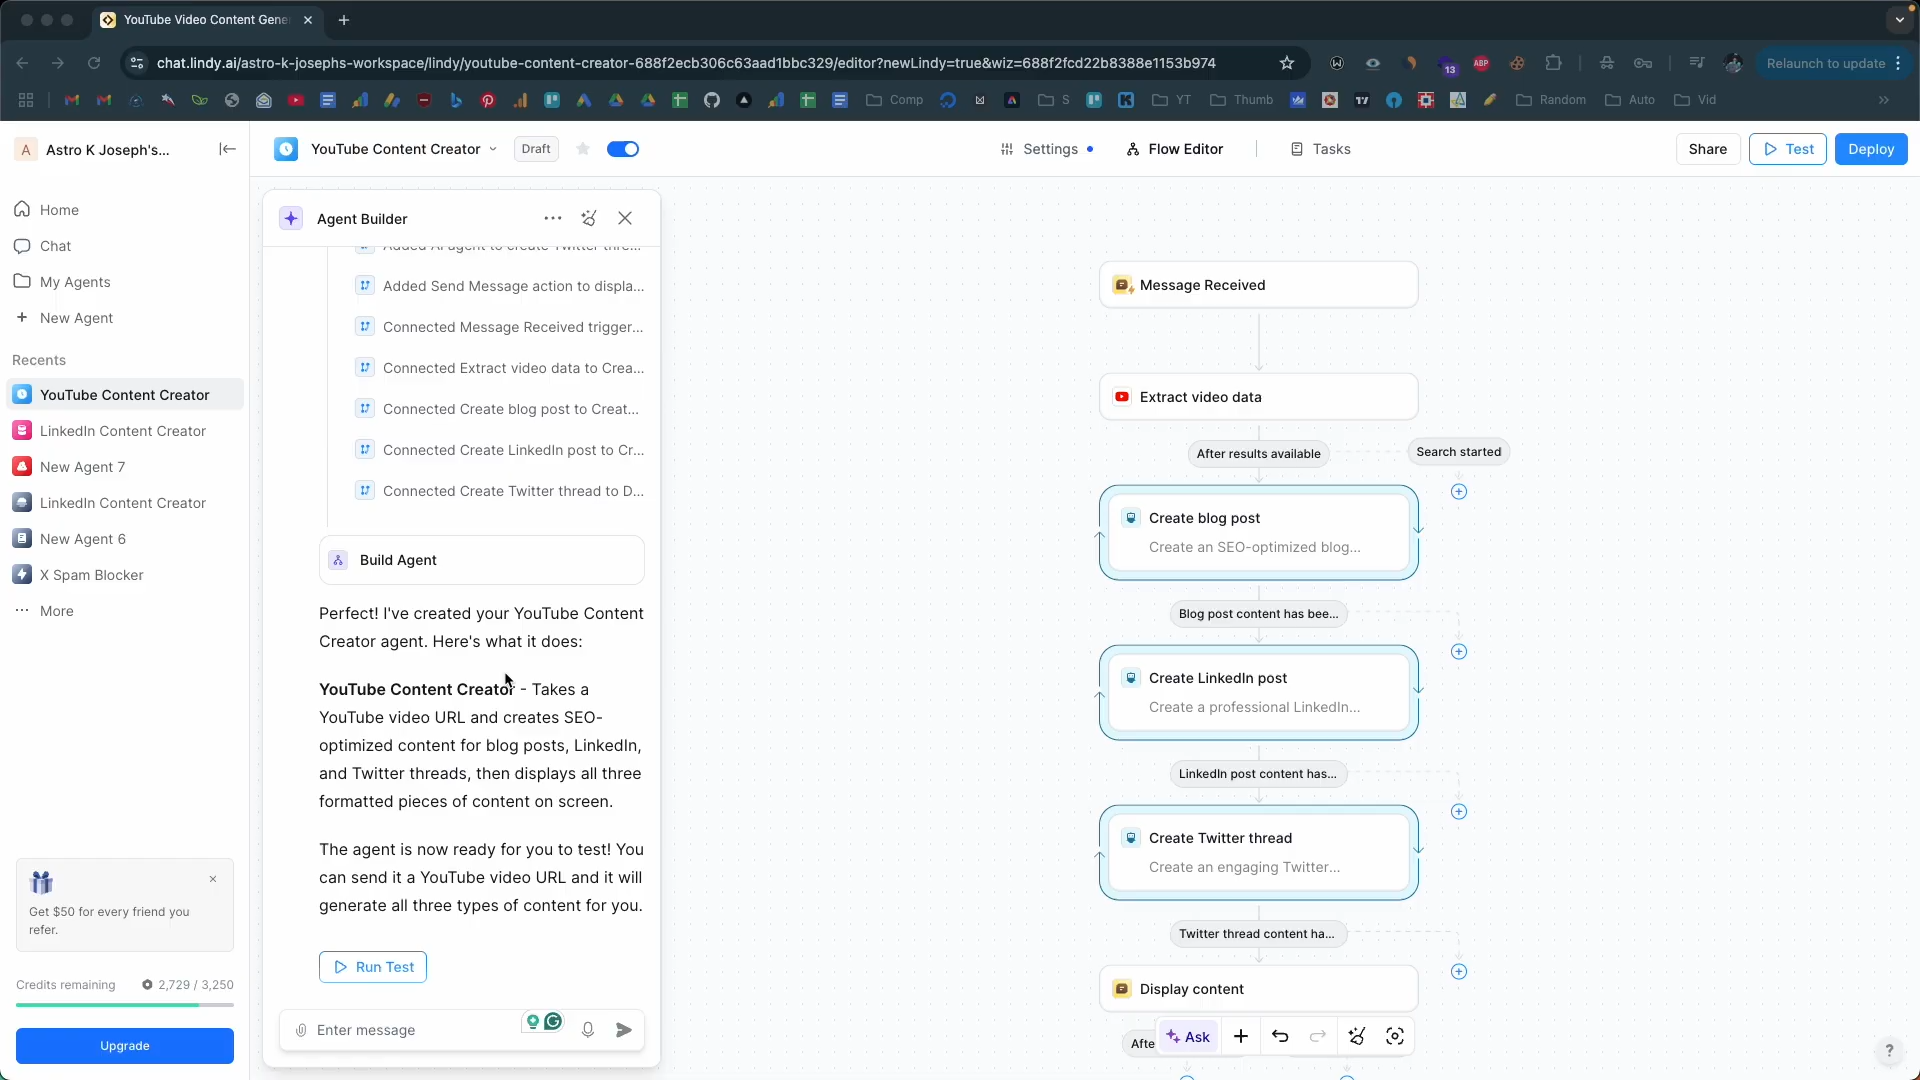 YouTube Video Content Gene
chat.lindy.ai/astro-k-josephs-workspace/lindy/youtube-content-creator-688f2ecb306c63aad1bbc329/editor?newLindy=true&wiz=688f2fcd22b8388e1153b974
13
ABP
Relaunch to update
Comp
S
YT
Thumb
Random
Auto
Vid
A
Astro K Joseph's...
YouTube Content Creator
Draft
Settings
Flow Editor
Tasks
Share
Test
Deploy
Home
Chat
My Agents
New Agent
Recents
YouTube Content Creator
LinkedIn Content Creator
New Agent 7
LinkedIn Content Creator
New Agent 6
X Spam Blocker
More
Get $50 for every friend you
refer.
Credits remaining
2,729 / 3,250
Upgrade
Agent Builder
Added AI agent to create Twitter thre...
Added Send Message action to displa...
Connected Message Received trigger...
Connected Extract video data to Crea...
Connected Create blog post to Creat...
Connected Create LinkedIn post to Cr...
Connected Create Twitter thread to D...
Build Agent
Perfect! I've created your YouTube Content
Creator agent. Here's what it does:
YouTube Content Creator - Takes a
YouTube video URL and creates SEO-
optimized content for blog posts, LinkedIn,
and Twitter threads, then displays all three
formatted pieces of content on screen.
The agent is now ready for you to test! You
can send it a YouTube video URL and it will
generate all three types of content for you.
Run Test
Enter message
Message Received
Extract video data
After results available
Search started
Create blog post
Create an SEO-optimized blog...
Blog post content has bee...
Create LinkedIn post
Create a professional LinkedIn...
LinkedIn post content has...
Create Twitter thread
Create an engaging Twitter...
Twitter thread content ha...
Display content
Afte
Ask
?